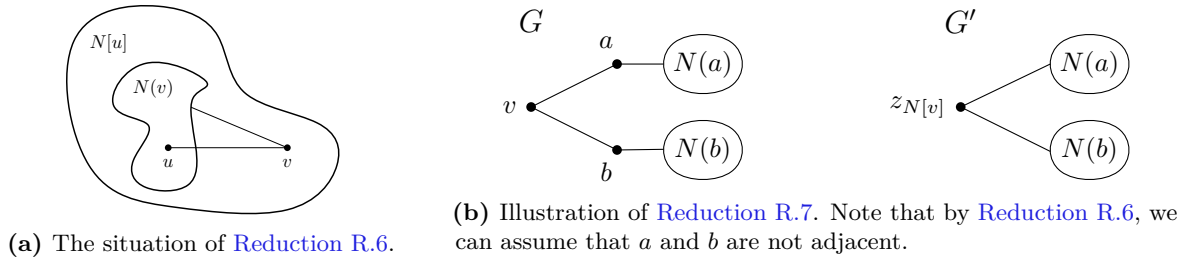 N[u]
N(v)
u
v
(a) The situation of Reduction R.6.
G
a
N(a)
v
b
N(b)
G′
N(a)
z_{N[v]}
N(b)
(b) Illustration of Reduction R.7. Note that by Reduction R.6, we
can assume that a and b are not adjacent.